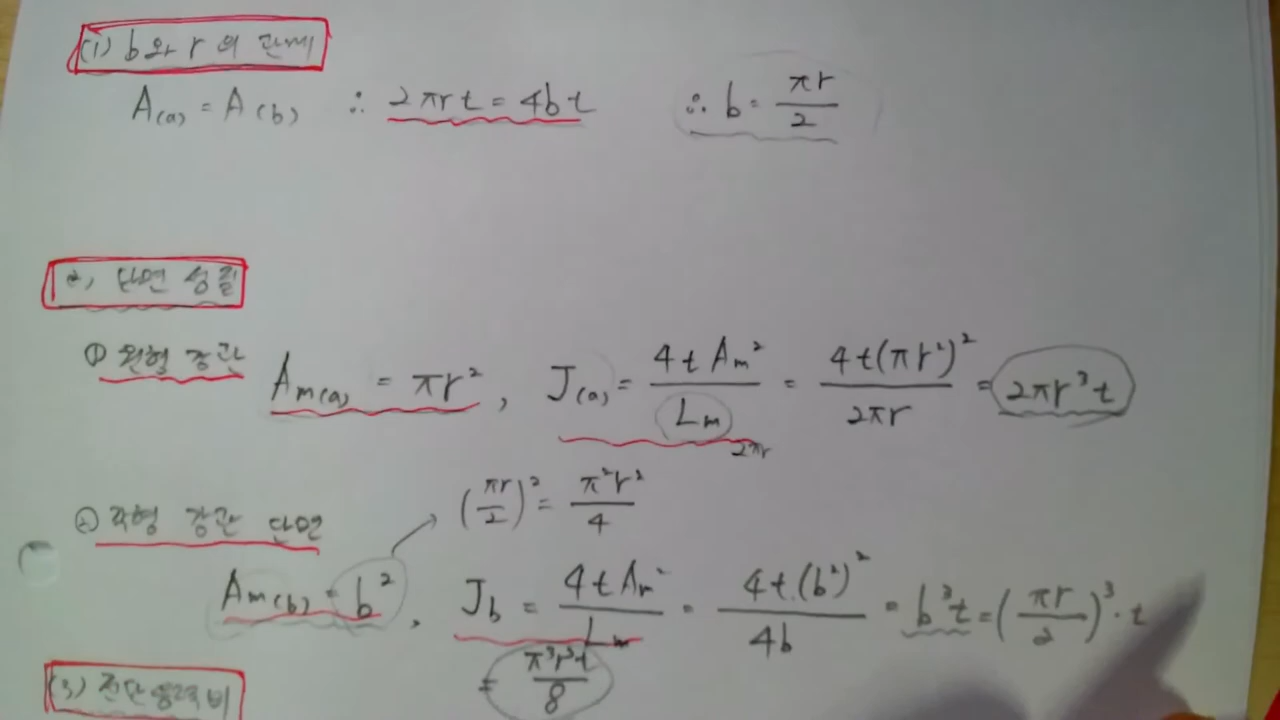 (1) b와 r의 관계
A(a) = A(b) ∴ 2πrt = 4bt ∴ b = πr/2
(2) 단면 성질
① 원형 강관 Am(a) = πr², J(a) = 4tAm²/Lm = 4t(πr²)²/2πr = 2πr³t
2πr
(πr/2)² = π²r²/4
② 각형 강관 단면
Am(b) = b², Jb = 4tAm²/Lm = 4t(b²)²/4b = b³t = (πr/2)³·t
= π³r³t/8
(3) 전단응력비